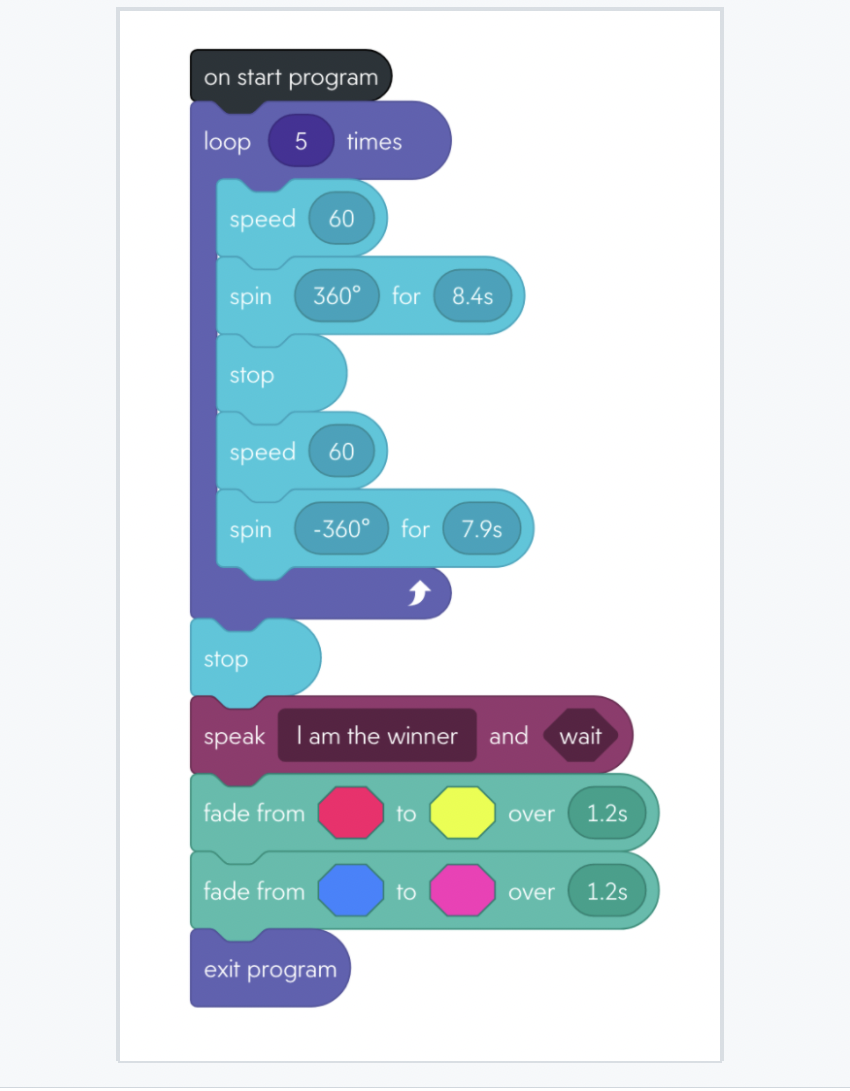 on start program
loop 5 times
speed 60
spin 360° for 8.4s
stop
speed 60
spin -360° for 7.9s
stop
speak I am the winner and wait
fade from to over 1.2s
fade from to over 1.2s
exit program